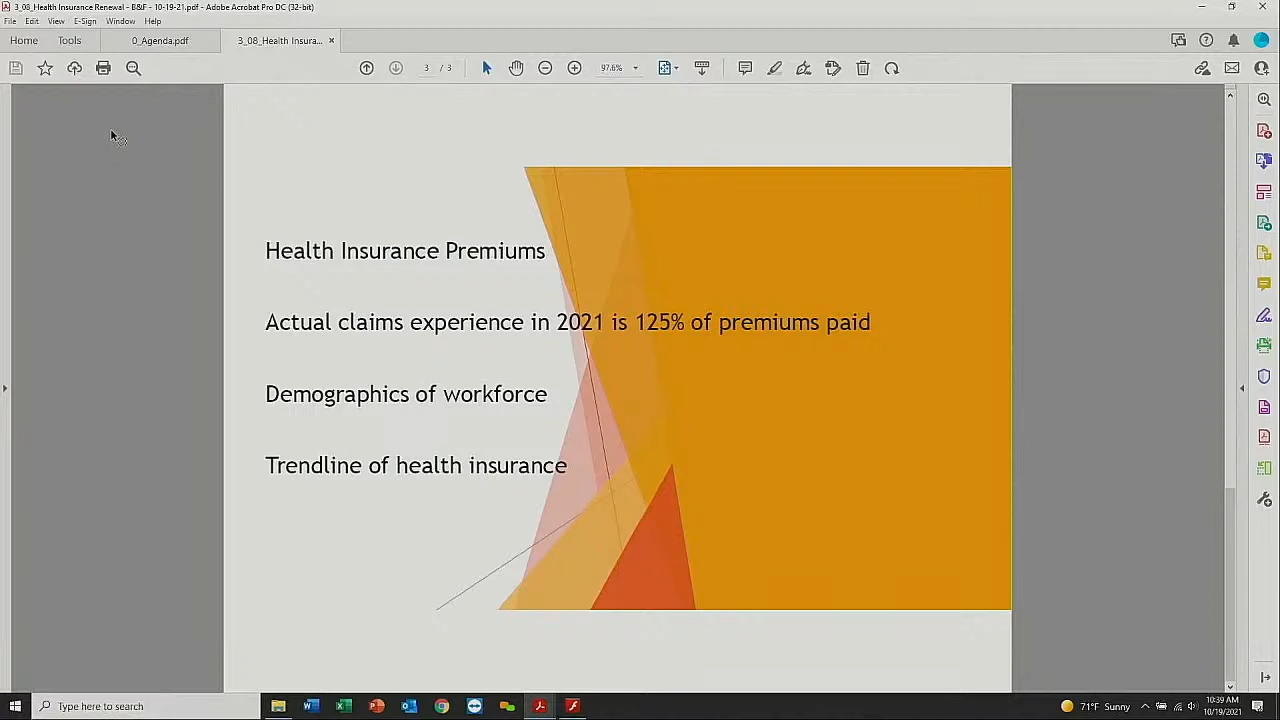 3_08_Health Insurance Renewal - B&F - 10-19-21.pdf - Adobe Acrobat Pro DC (32-bit)
File Edit View E-Sign Window Help
Home Tools 0_Agenda.pdf 3_08_Health Insura... ×
3 / 3 97.6%
Health Insurance Premiums
Actual claims experience in 2021 is 125% of premiums paid
Demographics of workforce
Trendline of health insurance
Type here to search
71°F Sunny
10:39 AM
10/19/2021